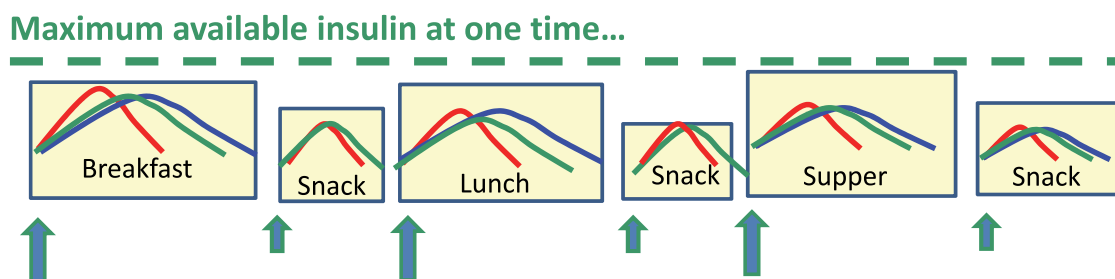 Maximum available insulin at one time...
Breakfast
Snack
Lunch
Snack
Supper
Snack